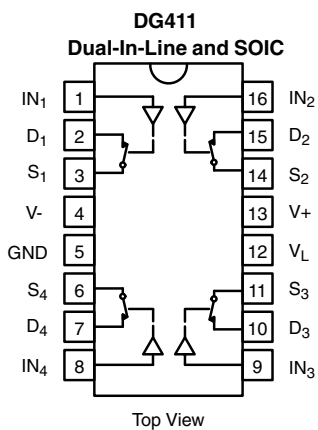 DG411
Dual-In-Line and SOIC
IN1 1 16 IN2
D1 2 15 D2
S1 3 14 S2
V- 4 13 V+
GND 5 12 VL
S4 6 11 S3
D4 7 10 D3
IN4 8 9 IN3
Top View